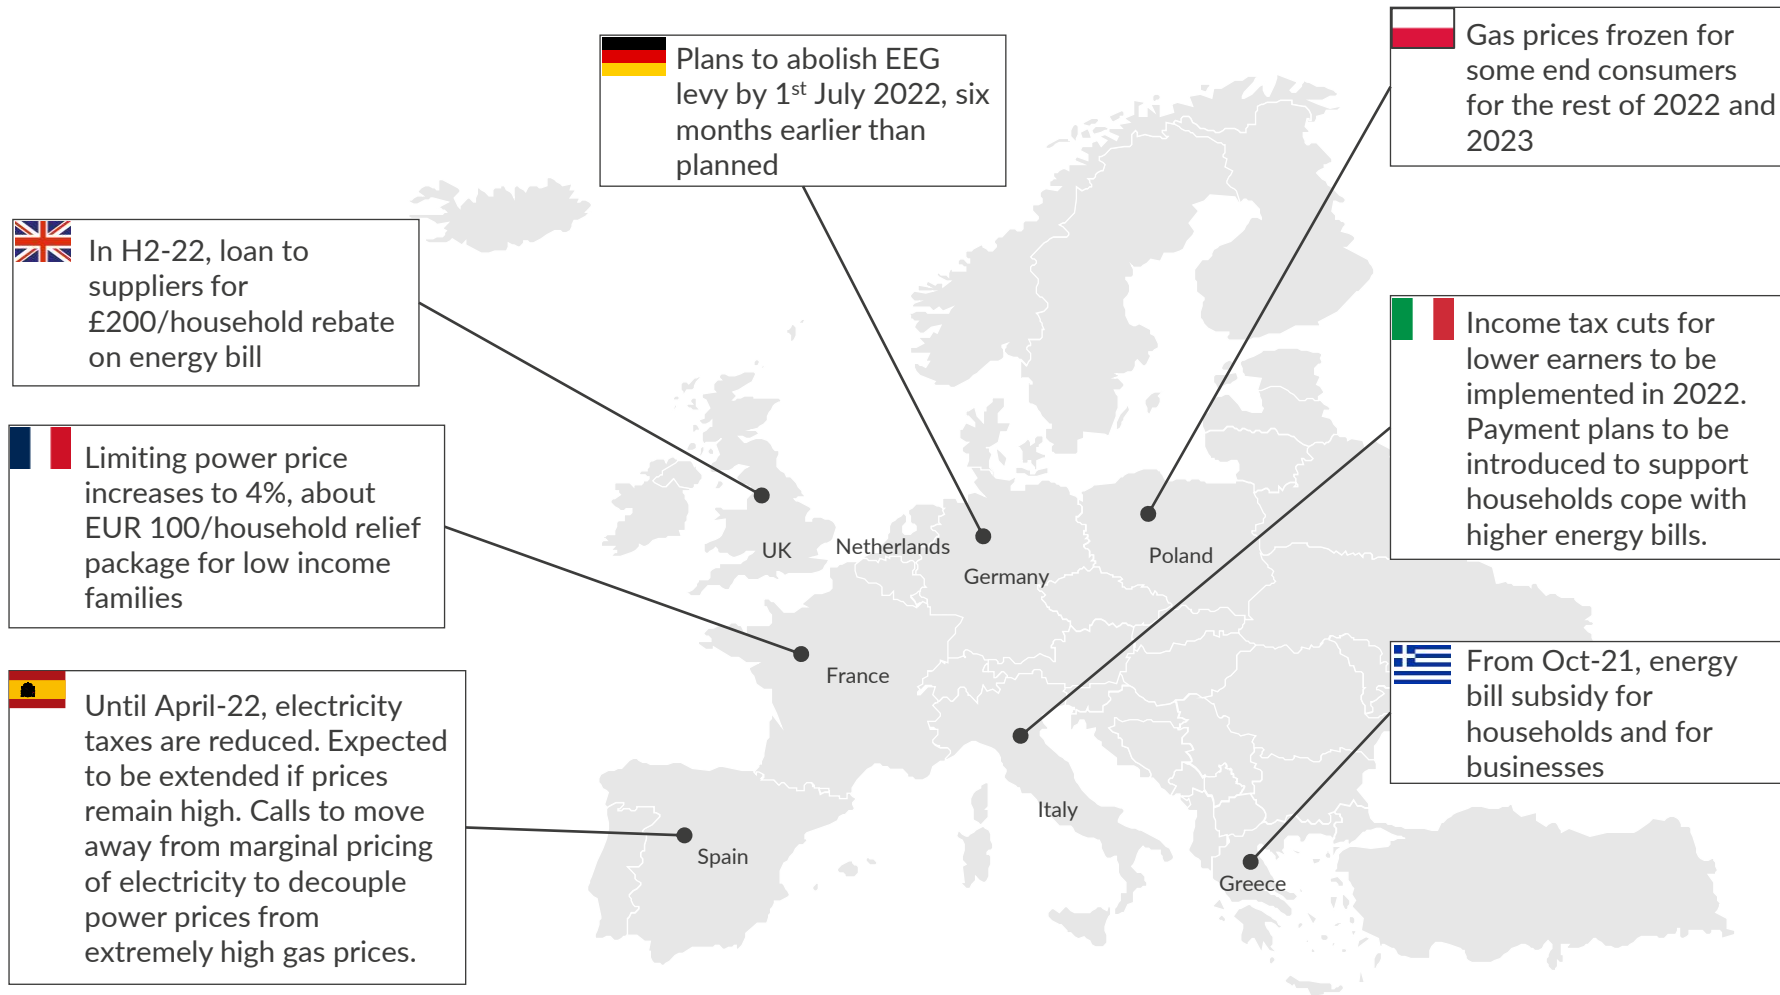 Plans to abolish EEG
levy by 1st July 2022, six
months earlier than
planned
Gas prices frozen for
some end consumers
for the rest of 2022 and
2023
In H2-22, loan to
suppliers for
£200/household rebate
on energy bill
Income tax cuts for
lower earners to be
implemented in 2022.
Payment plans to be
introduced to support
households cope with
higher energy bills.
Limiting power price
increases to 4%, about
EUR 100/household relief
package for low income
families
From Oct-21, energy
bill subsidy for
households and for
businesses
Until April-22, electricity
taxes are reduced. Expected
to be extended if prices
remain high. Calls to move
away from marginal pricing
of electricity to decouple
power prices from
extremely high gas prices.
UK
Netherlands
Germany
Poland
France
Italy
Spain
Greece